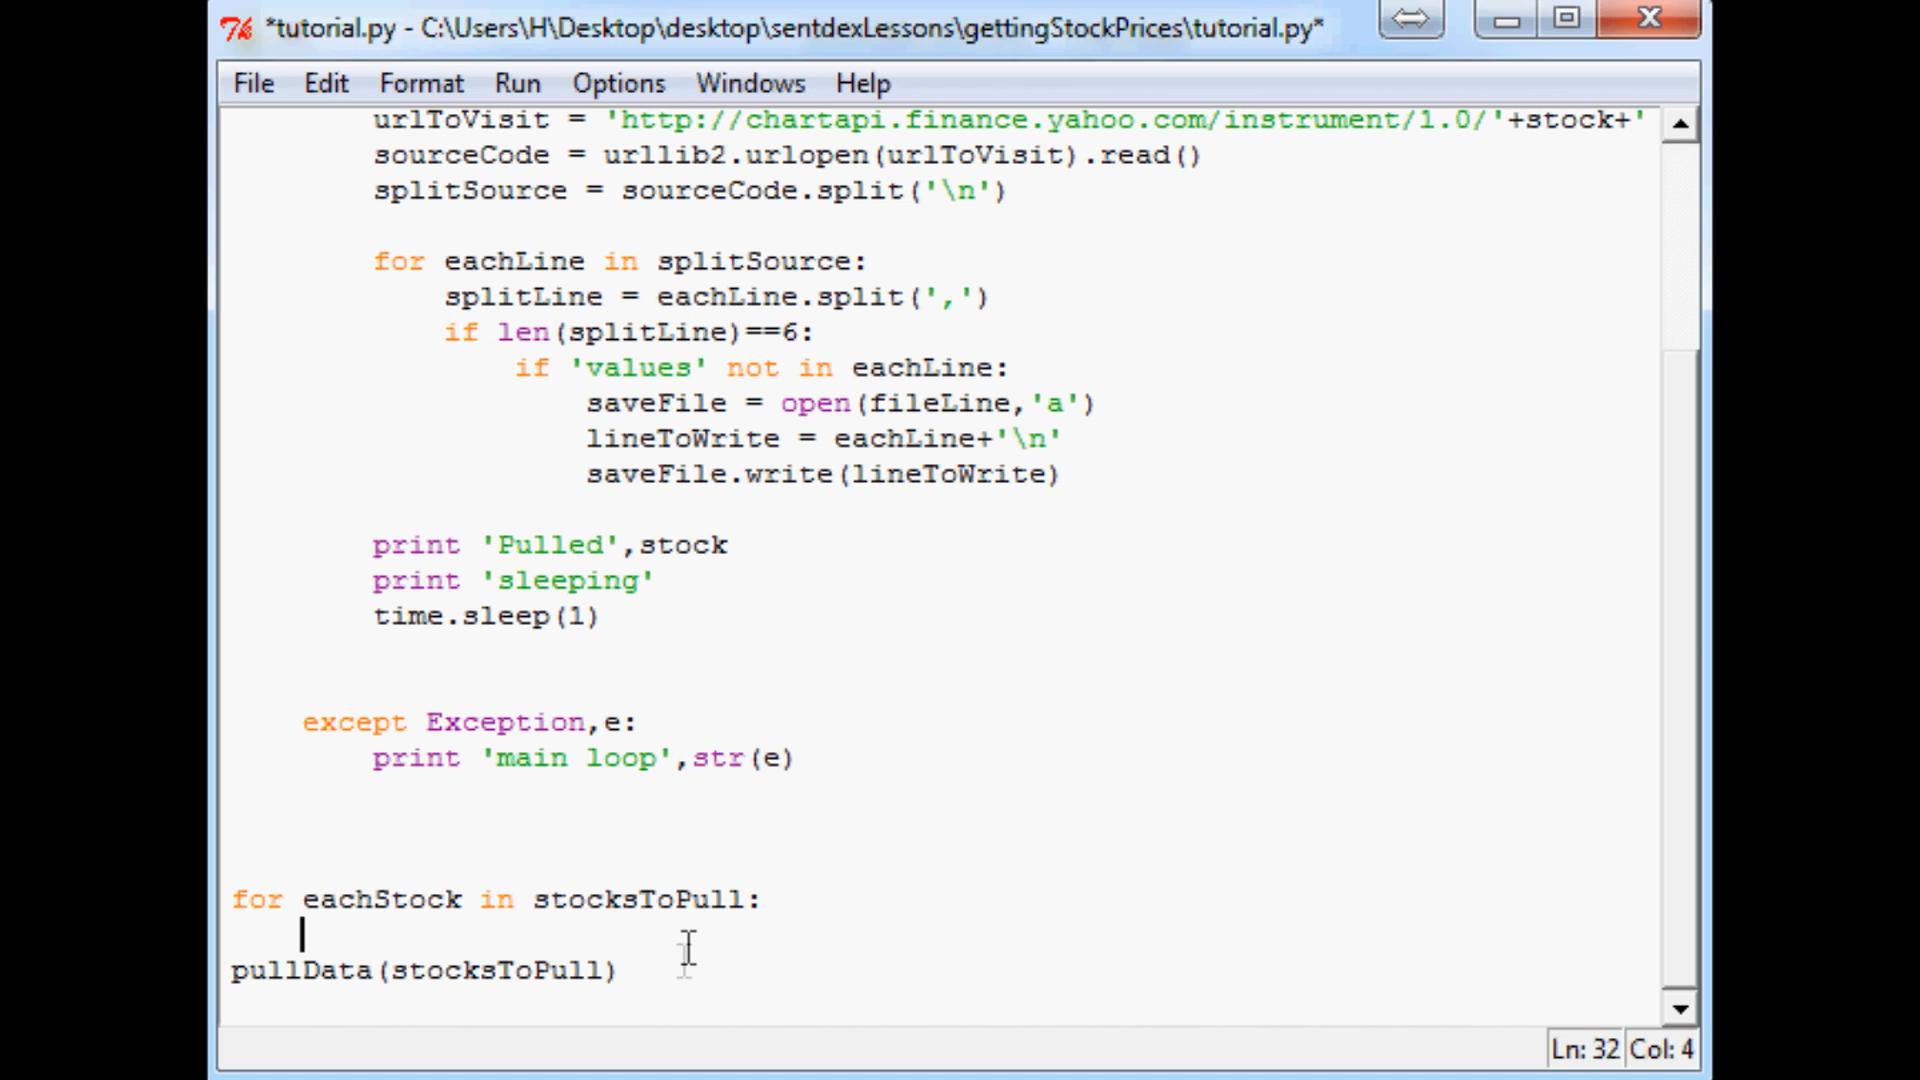 *tutorial.py - C:\Users\H\Desktop\desktop\sentdexLessons\gettingStockPrices\tutorial.py*
File Edit Format Run Options Windows Help
urlToVisit = 'http://chartapi.finance.yahoo.com/instrument/1.0/'+stock+'
sourceCode = urllib2.urlopen(urlToVisit).read()
splitSource = sourceCode.split('\n')
for eachLine in splitSource:
splitLine = eachLine.split(',')
if len(splitLine)==6:
if 'values' not in eachLine:
saveFile = open(fileLine,'a')
lineToWrite = eachLine+'\n'
saveFile.write(lineToWrite)
print 'Pulled',stock
print 'sleeping'
time.sleep(1)
except Exception,e:
print 'main loop',str(e)
for eachStock in stocksToPull:
pullData(stocksToPull)
Ln: 32 Col: 4